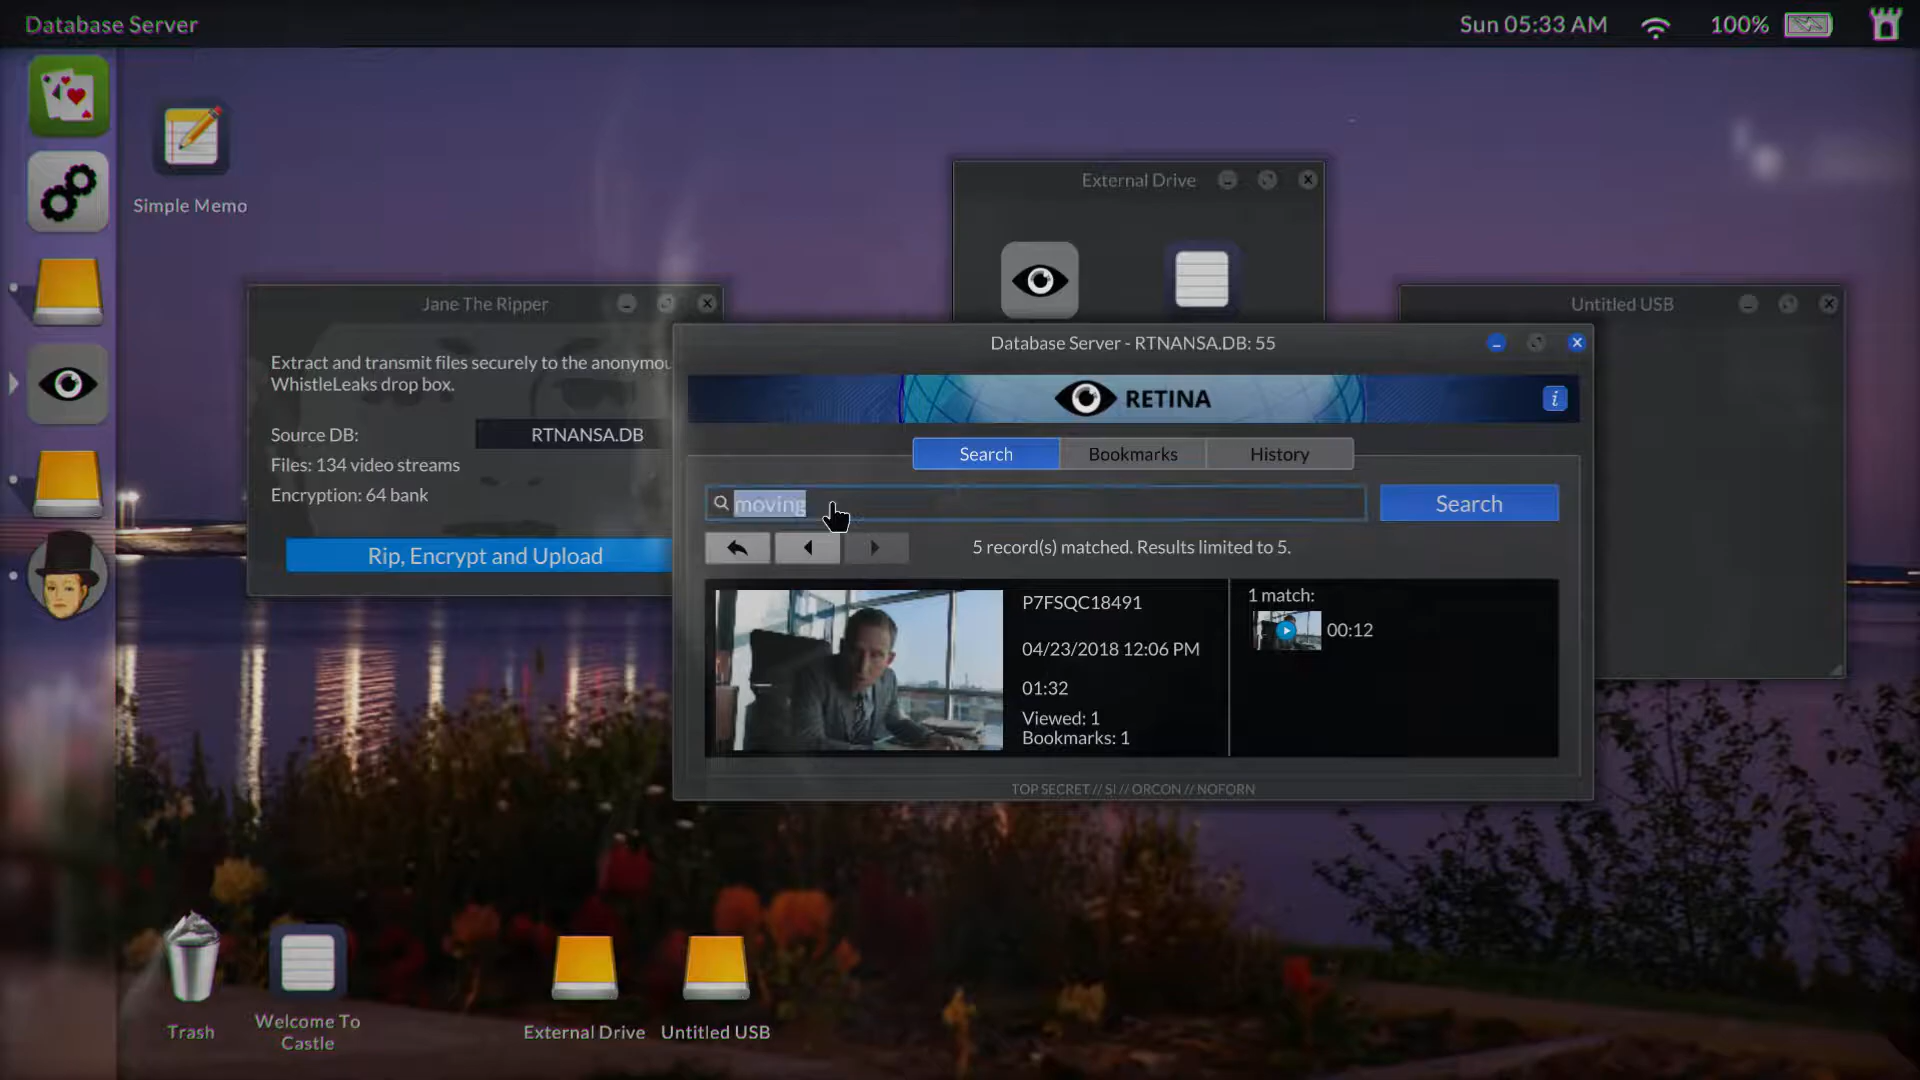 Database Server
Sun 05:33 AM
100%
Simple Memo
External Drive
Jane The Ripper
Extract and transmit files securely to the
WhistleLeaks drop box.
Source DB:
RTNANSA.DB
Files: 134 video streams
Encryption: 64 bank
Rip, Encrypt and Upload
Untitled USB
Database Server - RTNANSA.DB: 55
RETINA
i
Search
Bookmarks
History
moving
Search
5 record(s) matched. Results limited to 5.
P7FSQC18491
04/23/2018 12:06 PM
01:32
Viewed: 1
Bookmarks: 1
1 match:
00:12
TOP SECRET // SI // ORCON // NOFORN
Trash
Welcome To
Castle
External Drive
Untitled USB